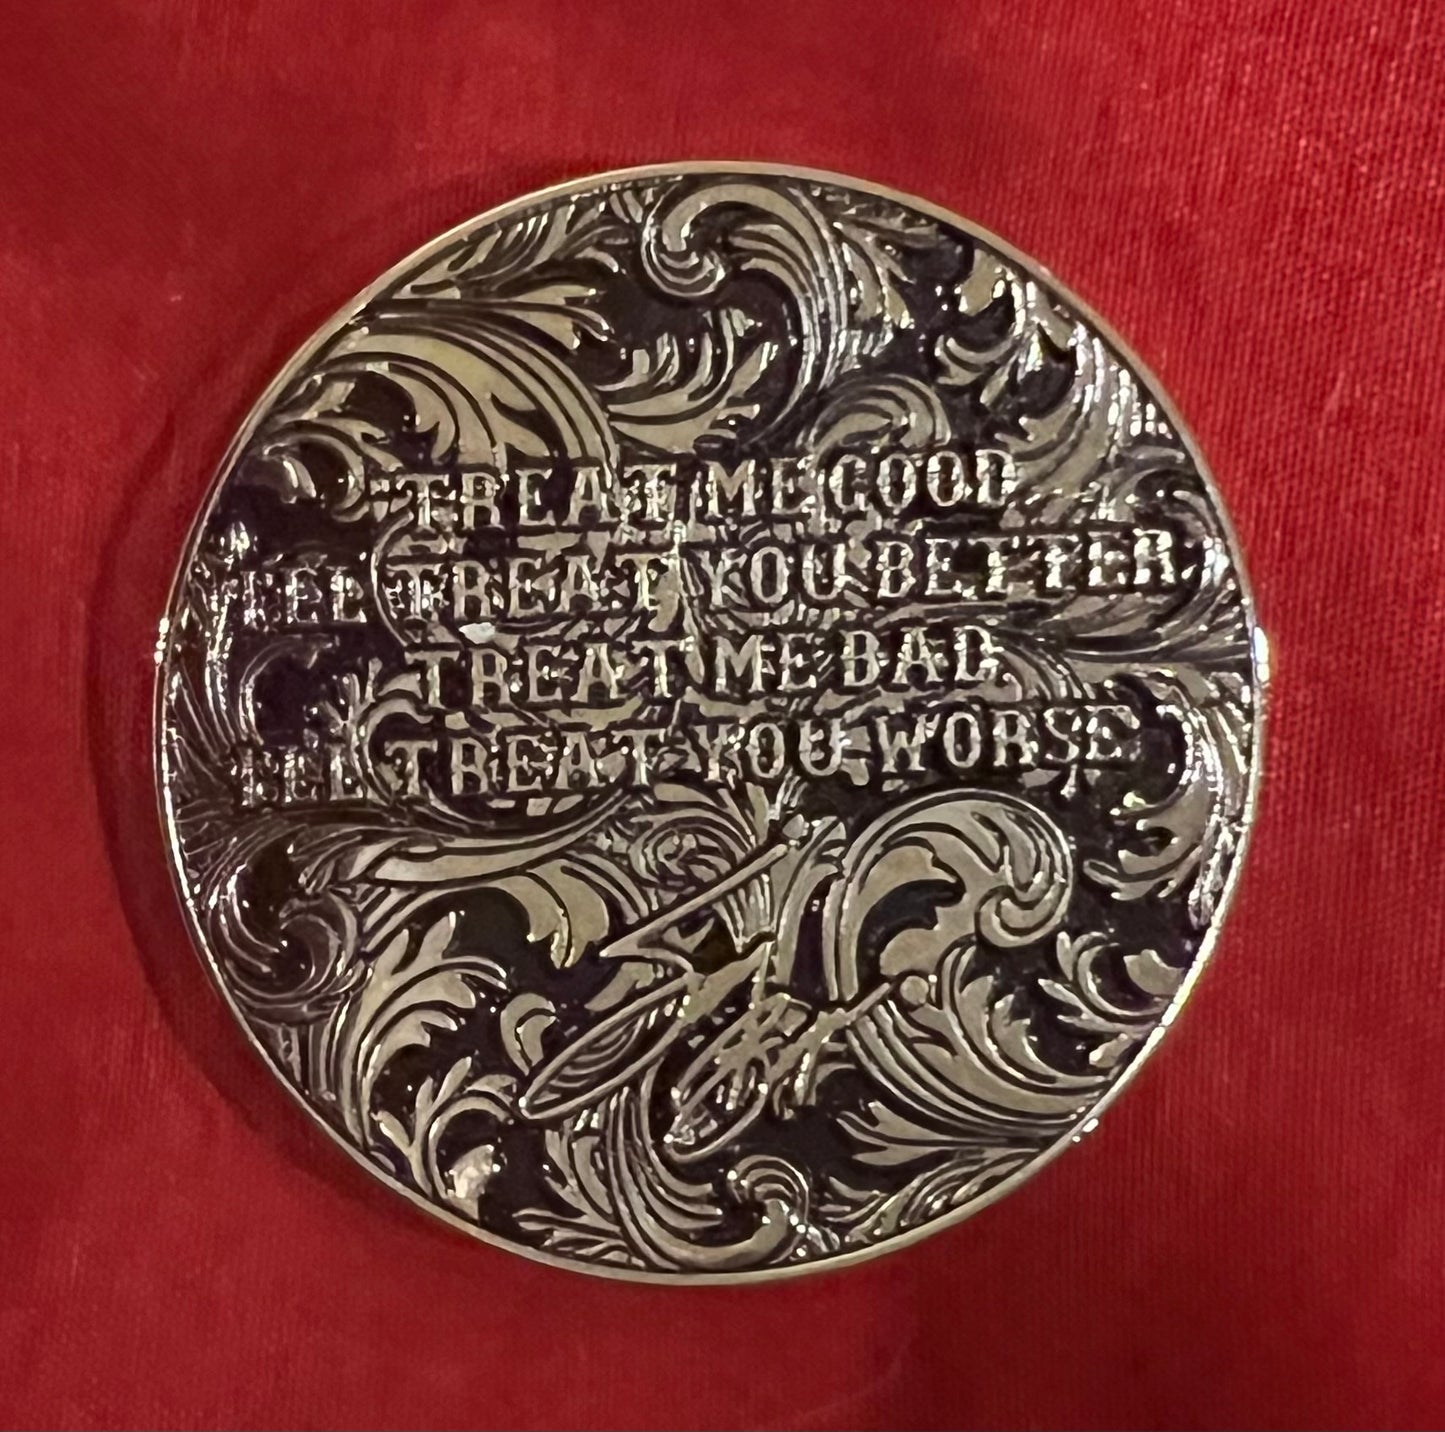 "TREAT ME GOOD
I'LL TREAT YOU BETTER
TREAT ME BAD
I'LL TREAT YOU WORSE"